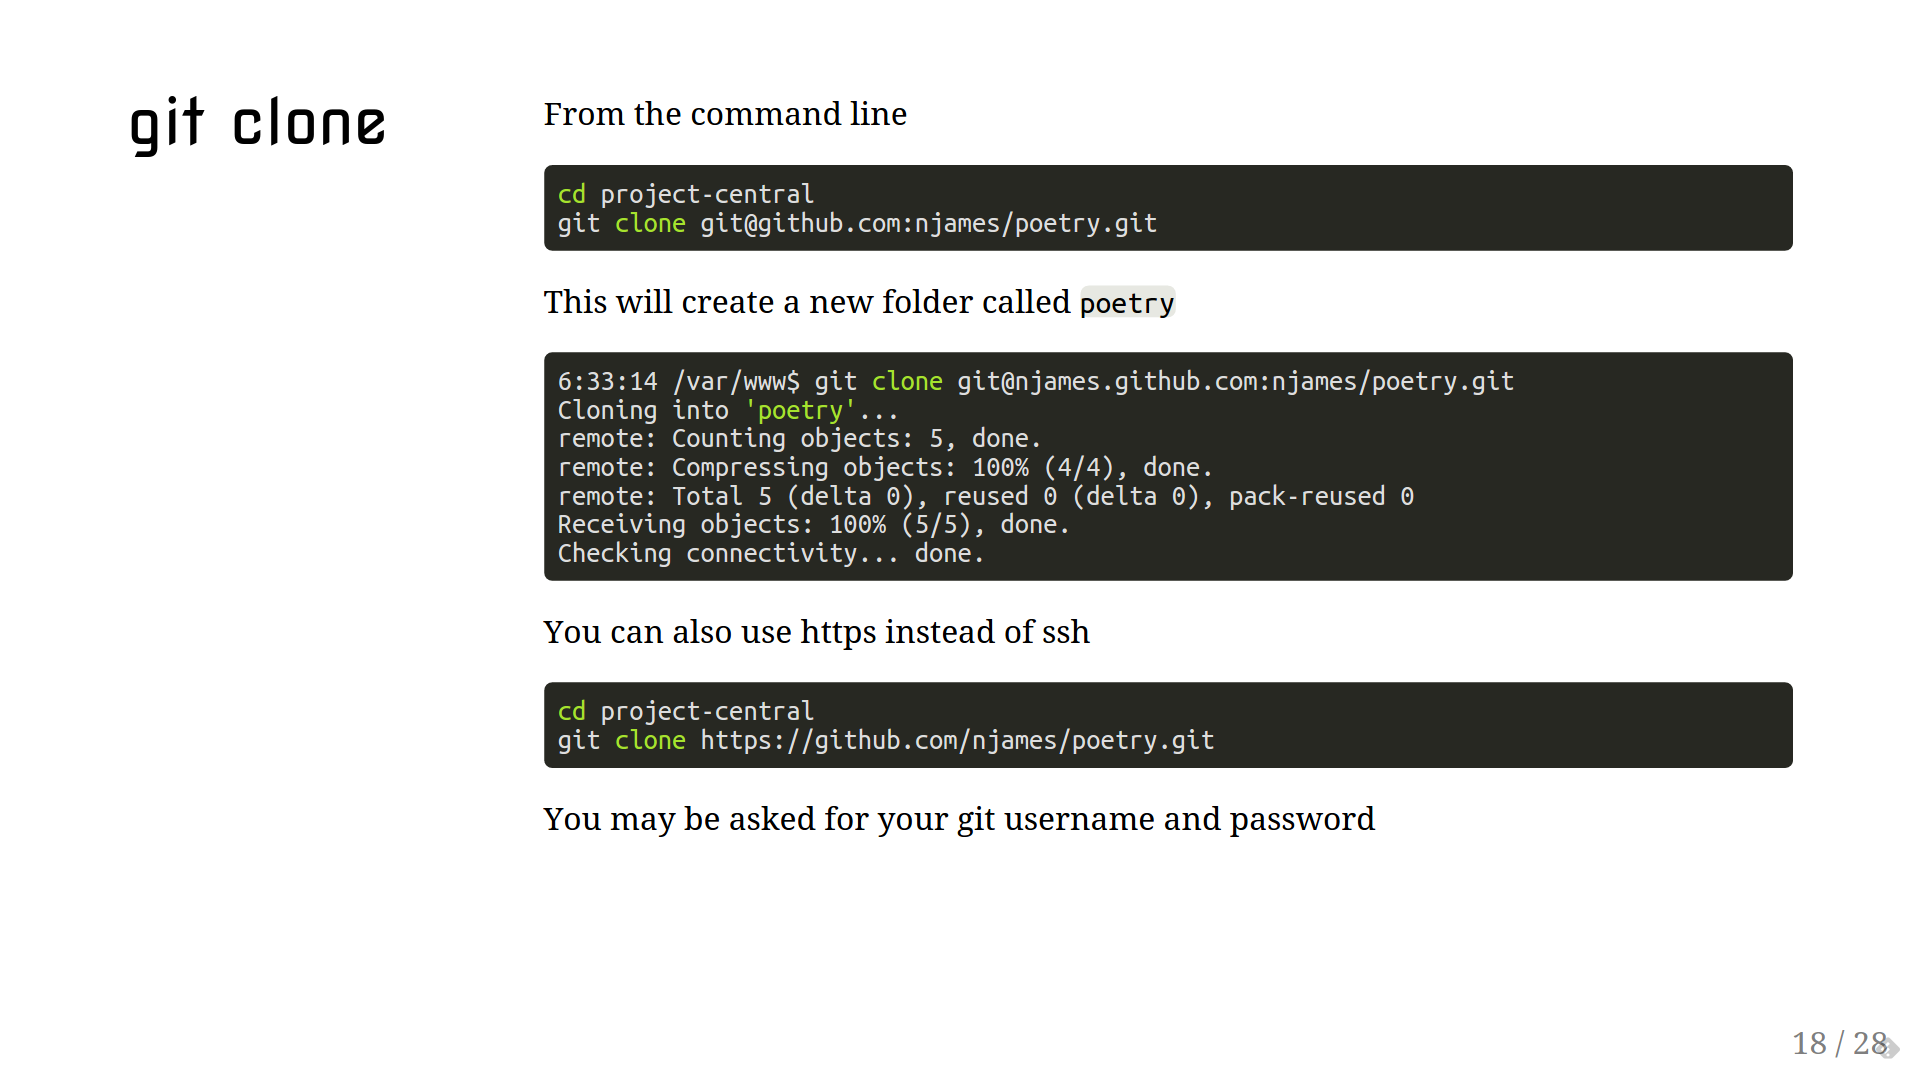 git clone
From the command line
cd project-central
git clone git@github.com:njames/poetry.git
This will create a new folder called poetry
6:33:14 /var/www$ git clone git@njames.github.com:njames/poetry.git
Cloning into 'poetry'...
remote: Counting objects: 5, done.
remote: Compressing objects: 100% (4/4), done.
remote: Total 5 (delta 0), reused 0 (delta 0), pack-reused 0
Receiving objects: 100% (5/5), done.
Checking connectivity... done.
You can also use https instead of ssh
cd project-central
git clone https://github.com/njames/poetry.git
You may be asked for your git username and password
18 / 28